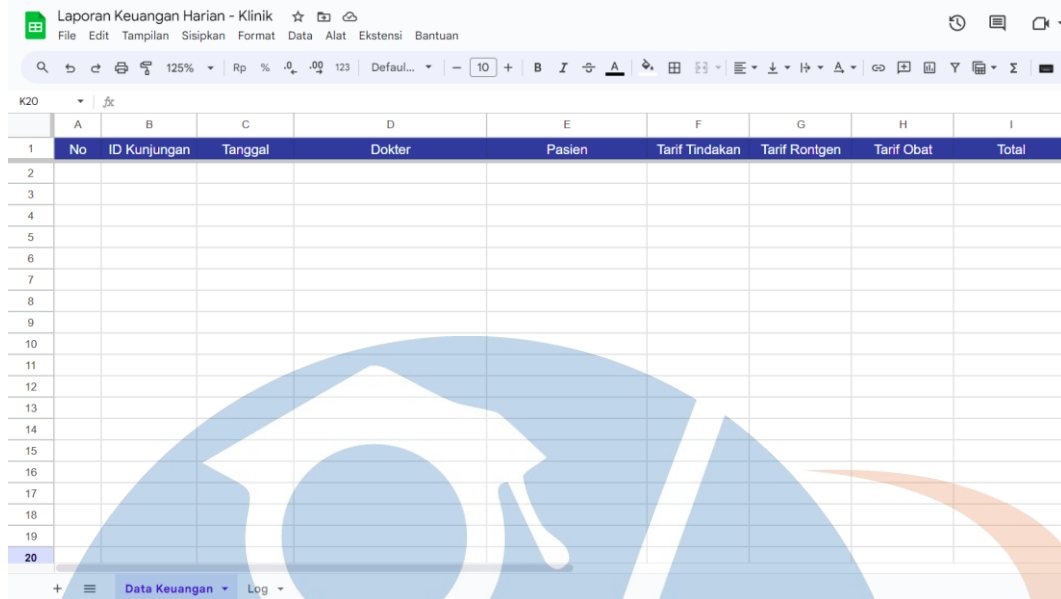 Laporan Keuangan Harian - Klinik
File Edit Tampilan Sisipkan Format Data Alat Ekstensi Bantuan
125% Rp % .0 .00 123 Defaul... 10 B I A
K20 fx
A B C D E F G H I
1 No ID Kunjungan Tanggal Dokter Pasien Tarif Tindakan Tarif Rontgen Tarif Obat Total
2
3
4
5
6
7
8
9
10
11
12
13
14
15
16
17
18
19
20
Data Keuangan Log